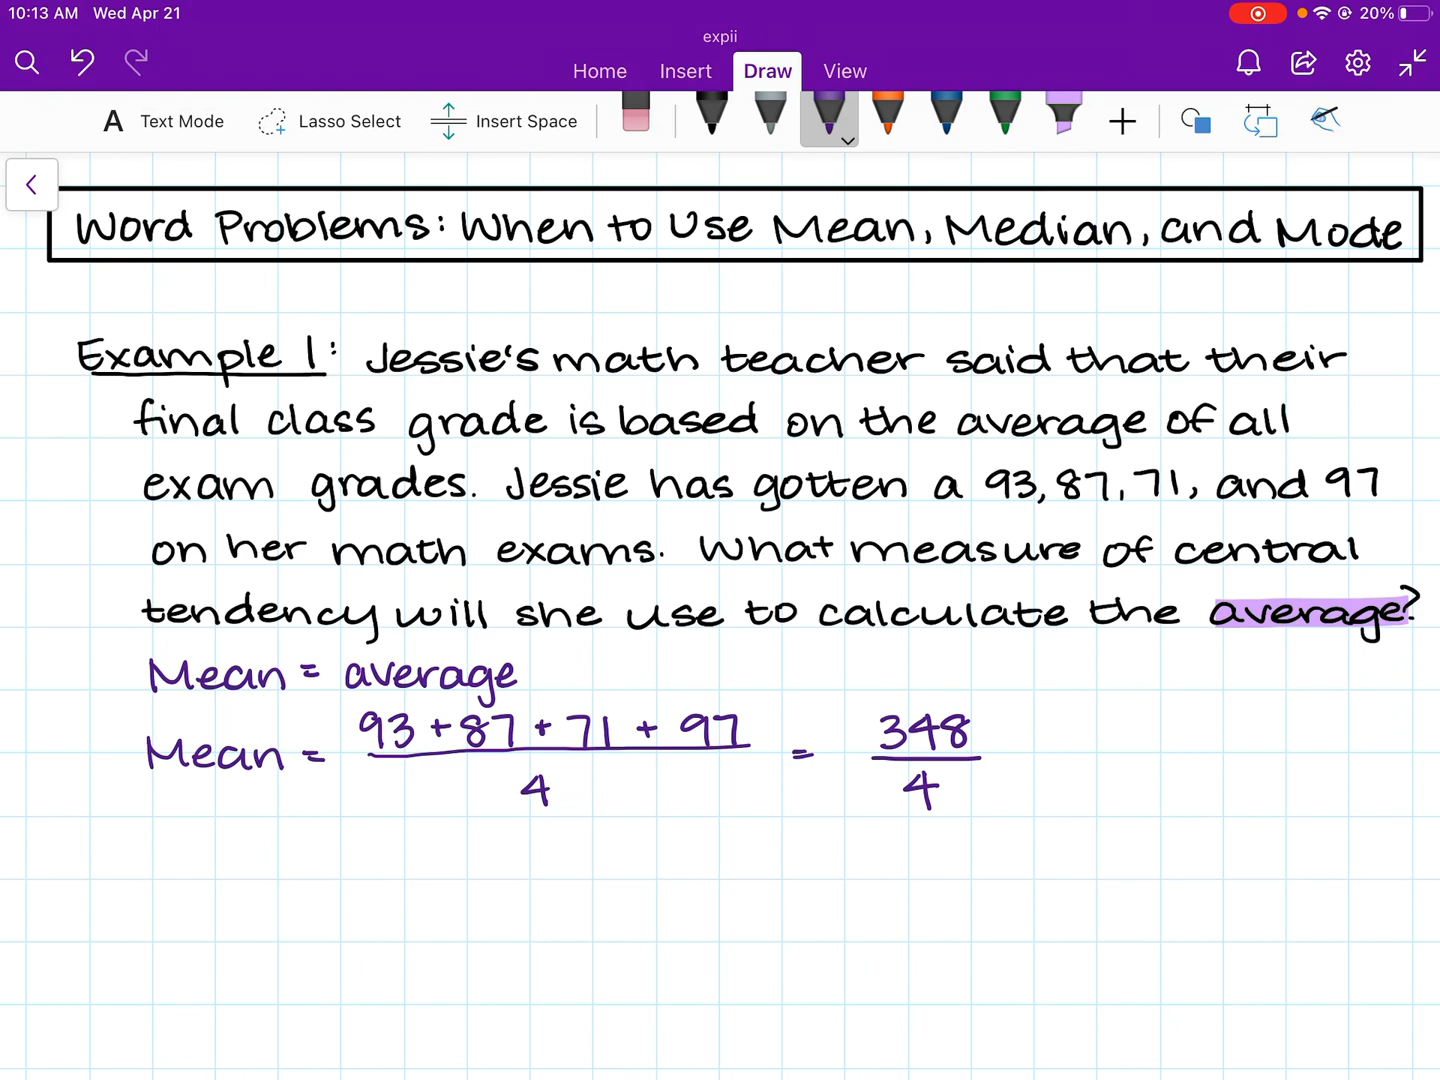 10:13 AM Wed Apr 21
20%
expii
Home Insert Draw View
A Text Mode Lasso Select Insert Space
Word Problems: When to Use Mean, Median, and Mode
Example 1: Jessie's math teacher said that their
final class grade is based on the average of all
exam grades. Jessie has gotten a 93, 87, 71, and 97
on her math exams. What measure of central
tendency will she use to calculate the average?
Mean = average
Mean = 93 + 87 + 71 + 97 / 4 = 348 / 4